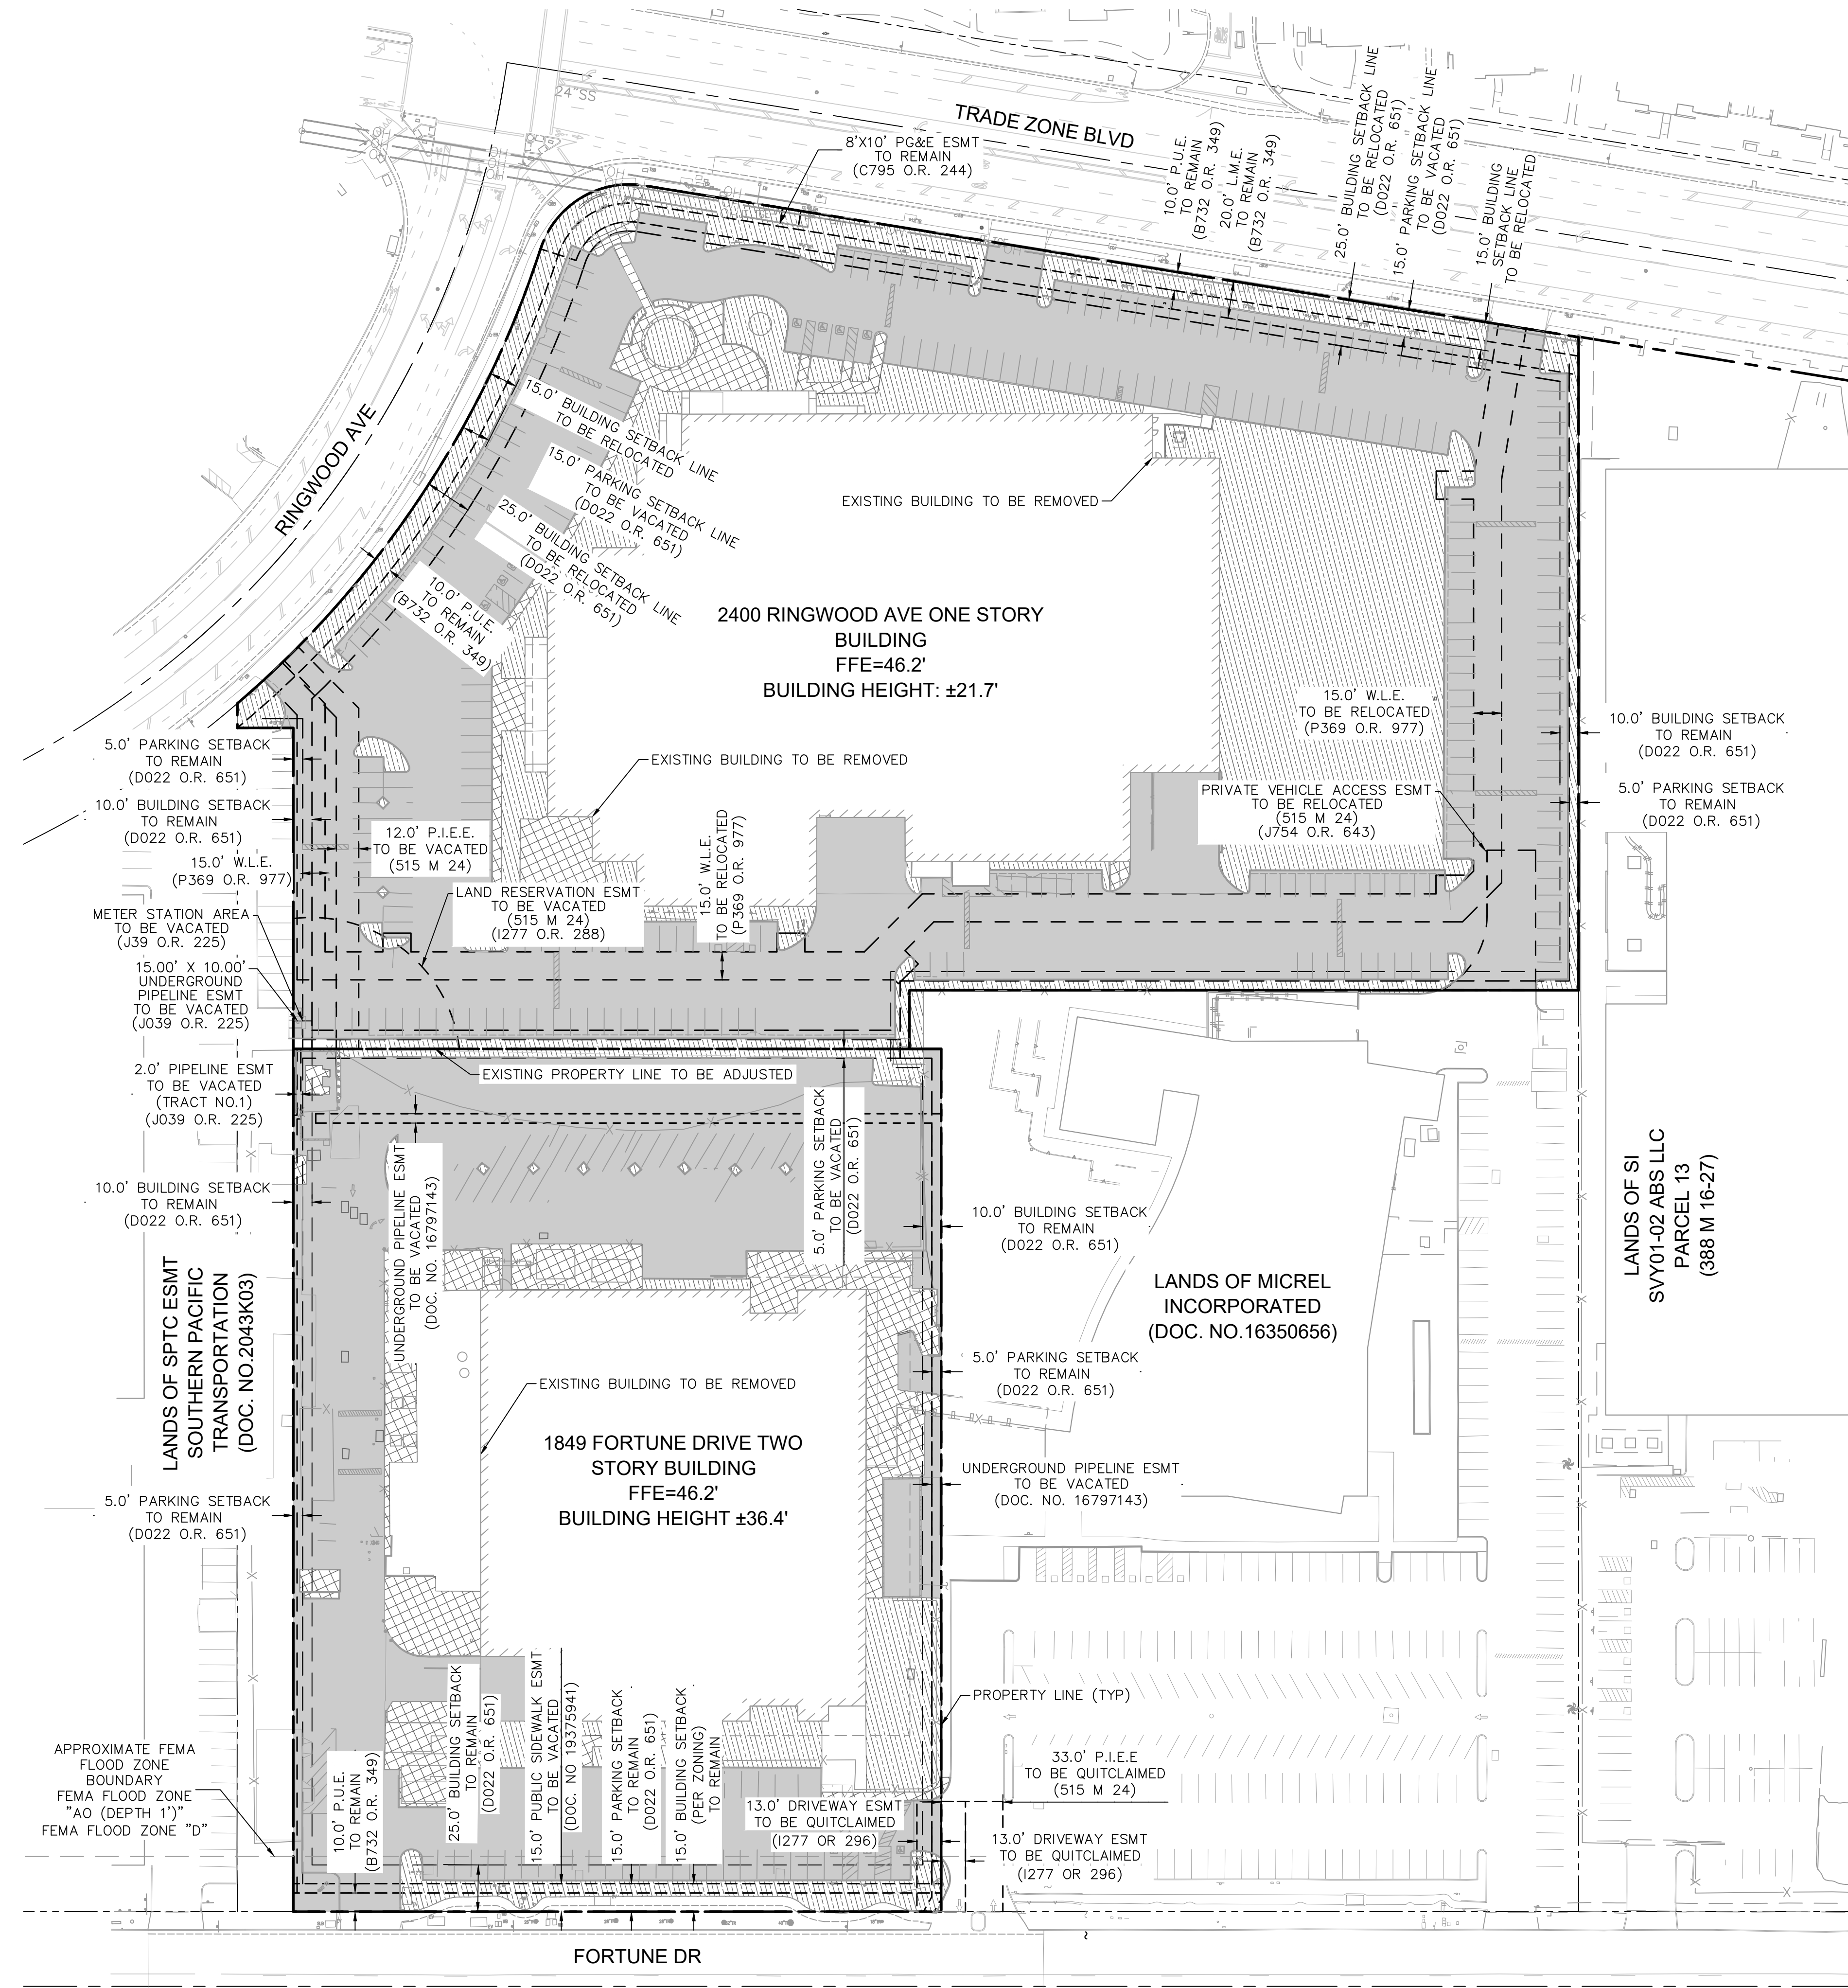 24"SS
TRADE ZONE BLVD
8'X10' PG&E ESMT
TO REMAIN
(C795 O.R. 244)
10.0' P.U.E.
TO REMAIN
(B732 O.R. 349)
20.0' L.M.E.
TO REMAIN
(B732 O.R. 349)
25.0' BUILDING SETBACK LINE
TO BE RELOCATED
(D022 O.R. 651)
15.0' PARKING SETBACK LINE
TO BE VACATED
(D022 O.R. 651)
15.0' BUILDING
SETBACK LINE
TO BE RELOCATED
RINGWOOD AVE
15.0' BUILDING SETBACK LINE
TO BE RELOCATED
15.0' PARKING SETBACK LINE
TO BE VACATED
(D022 O.R. 651)
25.0' BUILDING SETBACK LINE
TO BE RELOCATED
(D022 O.R. 651)
10.0' P.U.E.
TO REMAIN
(B732 O.R. 349)
EXISTING BUILDING TO BE REMOVED
2400 RINGWOOD AVE ONE STORY
BUILDING
FFE=46.2'
BUILDING HEIGHT: ±21.7'
15.0' W.L.E.
TO BE RELOCATED
(P369 O.R. 977)
10.0' BUILDING SETBACK
TO REMAIN
(D022 O.R. 651)
5.0' PARKING SETBACK
TO REMAIN
(D022 O.R. 651)
5.0' PARKING SETBACK
TO REMAIN
(D022 O.R. 651)
10.0' BUILDING SETBACK
TO REMAIN
(D022 O.R. 651)
EXISTING BUILDING TO BE REMOVED
PRIVATE VEHICLE ACCESS ESMT
TO BE RELOCATED
(515 M 24)
(J754 O.R. 643)
12.0' P.I.E.E.
TO BE VACATED
(515 M 24)
15.0' W.L.E.
(P369 O.R. 977)
15.0' W.L.E.
TO BE RELOCATED
(P369 O.R. 977)
LAND RESERVATION ESMT
TO BE VACATED
(515 M 24)
(I277 O.R. 288)
METER STATION AREA
TO BE VACATED
(J39 O.R. 225)
15.00' X 10.00'
UNDERGROUND
PIPELINE ESMT
TO BE VACATED
(J039 O.R. 225)
2.0' PIPELINE ESMT
TO BE VACATED
(TRACT NO.1)
(J039 O.R. 225)
EXISTING PROPERTY LINE TO BE ADJUSTED
5.0' PARKING SETBACK
TO BE VACATED
(D022 O.R. 651)
UNDERGROUND PIPELINE ESMT
TO BE VACATED
(DOC. NO. 16797143)
10.0' BUILDING SETBACK
TO REMAIN
(D022 O.R. 651)
10.0' BUILDING SETBACK
TO REMAIN
(D022 O.R. 651)
LANDS OF MICREL
INCORPORATED
(DOC. NO.16350656)
LANDS OF SI
SVY01-02 ABS LLC
PARCEL 13
(388 M 16-27)
LANDS OF SPTC ESMT
SOUTHERN PACIFIC
TRANSPORTATION
(DOC. NO.2043K03)
EXISTING BUILDING TO BE REMOVED
5.0' PARKING SETBACK
TO REMAIN
(D022 O.R. 651)
1849 FORTUNE DRIVE TWO
STORY BUILDING
FFE=46.2'
BUILDING HEIGHT ±36.4'
UNDERGROUND PIPELINE ESMT
TO BE VACATED
(DOC. NO. 16797143)
5.0' PARKING SETBACK
TO REMAIN
(D022 O.R. 651)
PROPERTY LINE (TYP)
APPROXIMATE FEMA
FLOOD ZONE
BOUNDARY
FEMA FLOOD ZONE
"AO (DEPTH 1')"
FEMA FLOOD ZONE "D"
10.0' P.U.E.
TO REMAIN
(B732 O.R. 349)
25.0' BUILDING SETBACK
TO REMAIN
(D022 O.R. 651)
15.0' PUBLIC SIDEWALK ESMT
TO BE VACATED
(DOC. NO 19375941)
15.0' PARKING SETBACK
TO REMAIN
(D022 O.R. 651)
15.0' BUILDING SETBACK
(PER ZONING)
TO REMAIN
13.0' DRIVEWAY ESMT
TO BE QUITCLAIMED
(I277 OR 296)
33.0' P.I.E.E
TO BE QUITCLAIMED
(515 M 24)
13.0' DRIVEWAY ESMT
TO BE QUITCLAIMED
(I277 OR 296)
FORTUNE DR